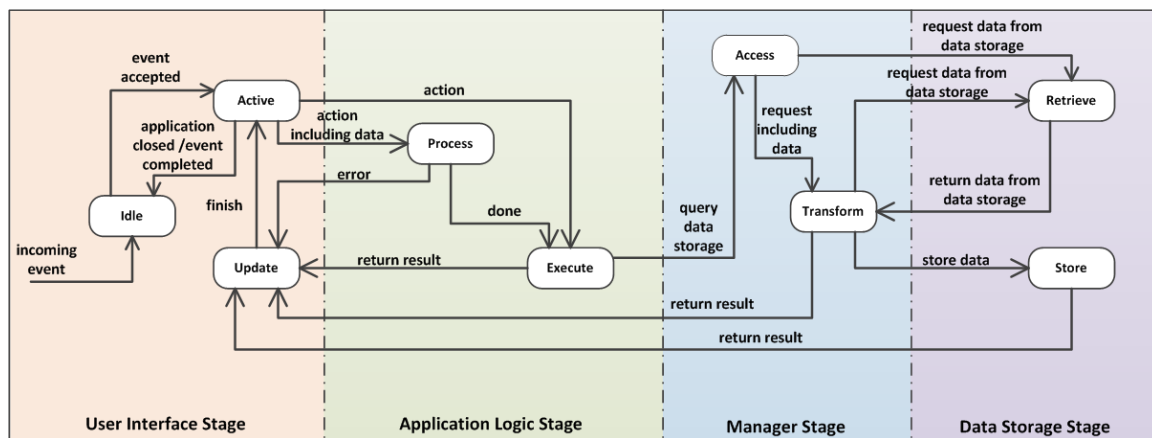 event
accepted
Active
application
closed /event
completed
Idle
finish
incoming
event
Update
User Interface Stage
action
action
including data
Process
error
done
return result
Execute
Application Logic Stage
Access
request
including
data
query
data
storage
Transform
return result
return result
Manager Stage
request data from
data storage
request data from
data storage
Retrieve
return data from
data storage
store data
Store
Data Storage Stage